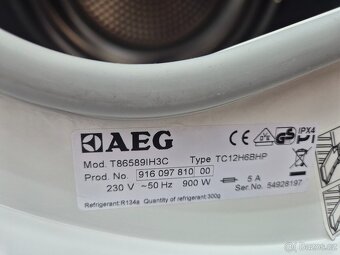 AEG
IPX4
Mod. T86589IH3C Type TC12H6BHP
Prod. No. 916 097 810 00
230 V ~50 Hz 900 W 5 A
Ser. No. 54928197
Refrigerant:R134a Quantity of refrigerant:300g